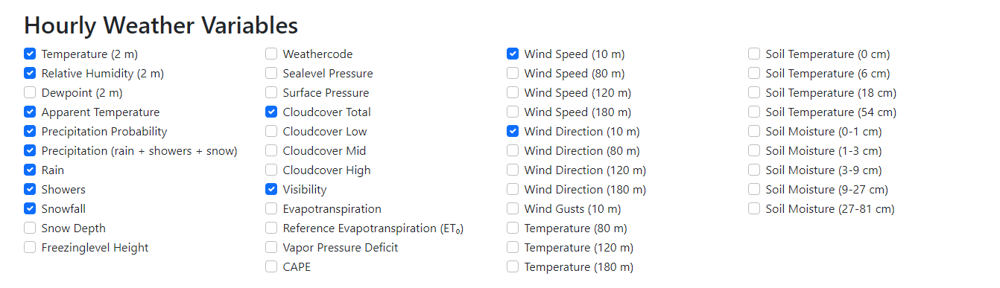 Hourly Weather Variables
Temperature (2 m)
Relative Humidity (2 m)
Dewpoint (2 m)
Apparent Temperature
Precipitation Probability
Precipitation (rain + showers + snow)
Rain
Showers
Snowfall
Snow Depth
Freezinglevel Height
Weathercode
Sealevel Pressure
Surface Pressure
Cloudcover Total
Cloudcover Low
Cloudcover Mid
Cloudcover High
Visibility
Evapotranspiration
Reference Evapotranspiration (ET₀)
Vapor Pressure Deficit
CAPE
Wind Speed (10 m)
Wind Speed (80 m)
Wind Speed (120 m)
Wind Speed (180 m)
Wind Direction (10 m)
Wind Direction (80 m)
Wind Direction (120 m)
Wind Direction (180 m)
Wind Gusts (10 m)
Temperature (80 m)
Temperature (120 m)
Temperature (180 m)
Soil Temperature (0 cm)
Soil Temperature (6 cm)
Soil Temperature (18 cm)
Soil Temperature (54 cm)
Soil Moisture (0-1 cm)
Soil Moisture (1-3 cm)
Soil Moisture (3-9 cm)
Soil Moisture (9-27 cm)
Soil Moisture (27-81 cm)